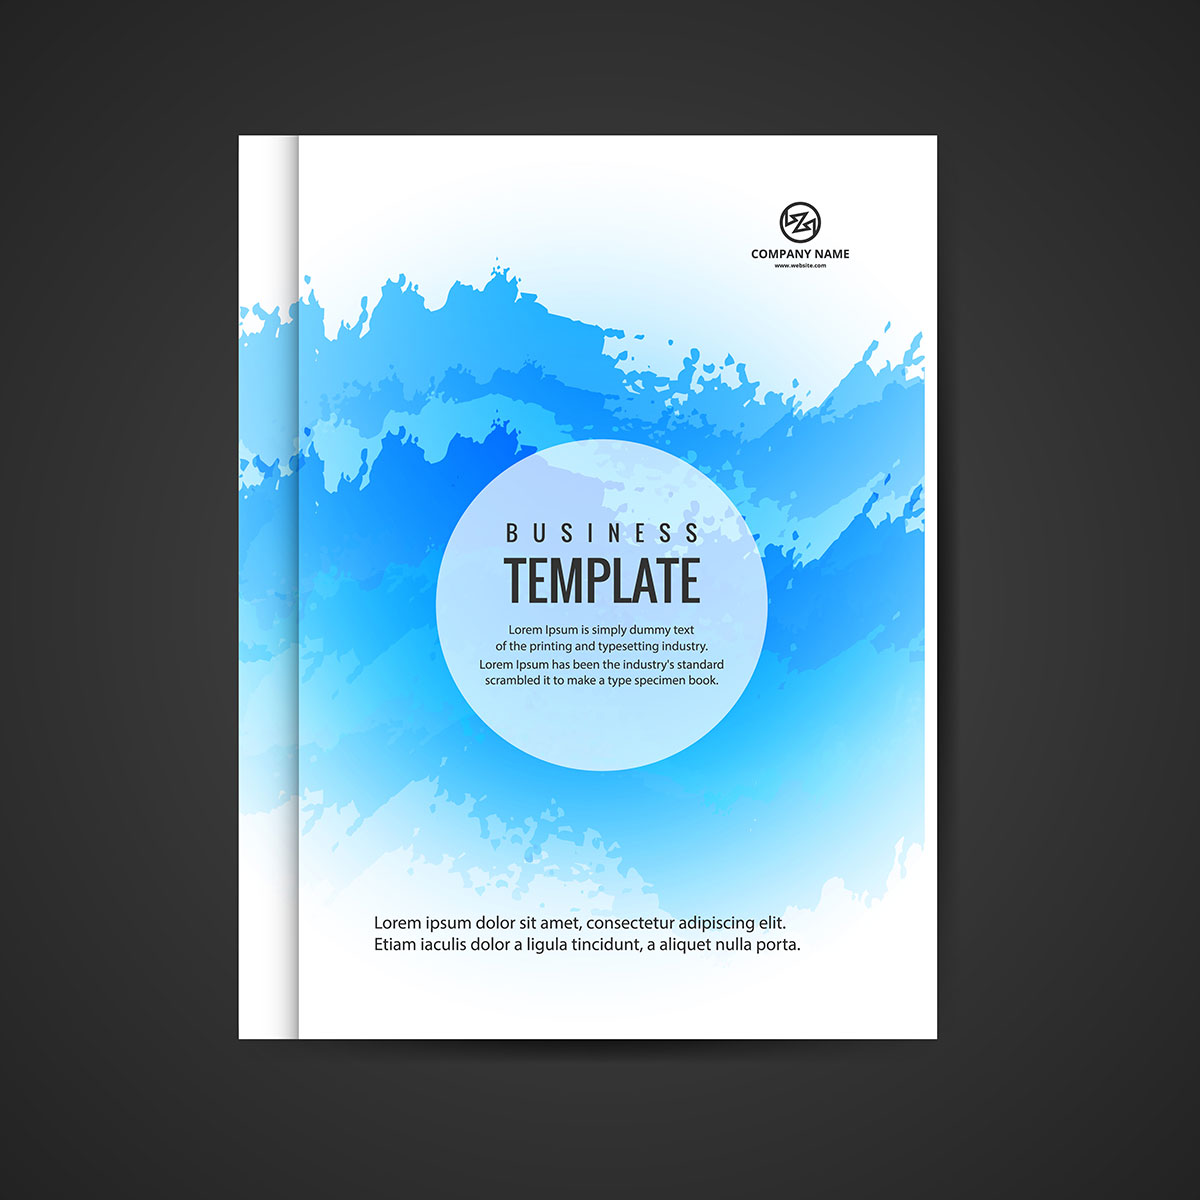 COMPANY NAME
www.website.com
BUSINESS
TEMPLATE
Lorem Ipsum is simply dummy text
of the printing and typesetting industry.
Lorem Ipsum has been the industry's standard
scrambled it to make a type specimen book.
Lorem ipsum dolor sit amet, consectetur adipiscing elit.
Etiam iaculis dolor a ligula tincidunt, a aliquet nulla porta.